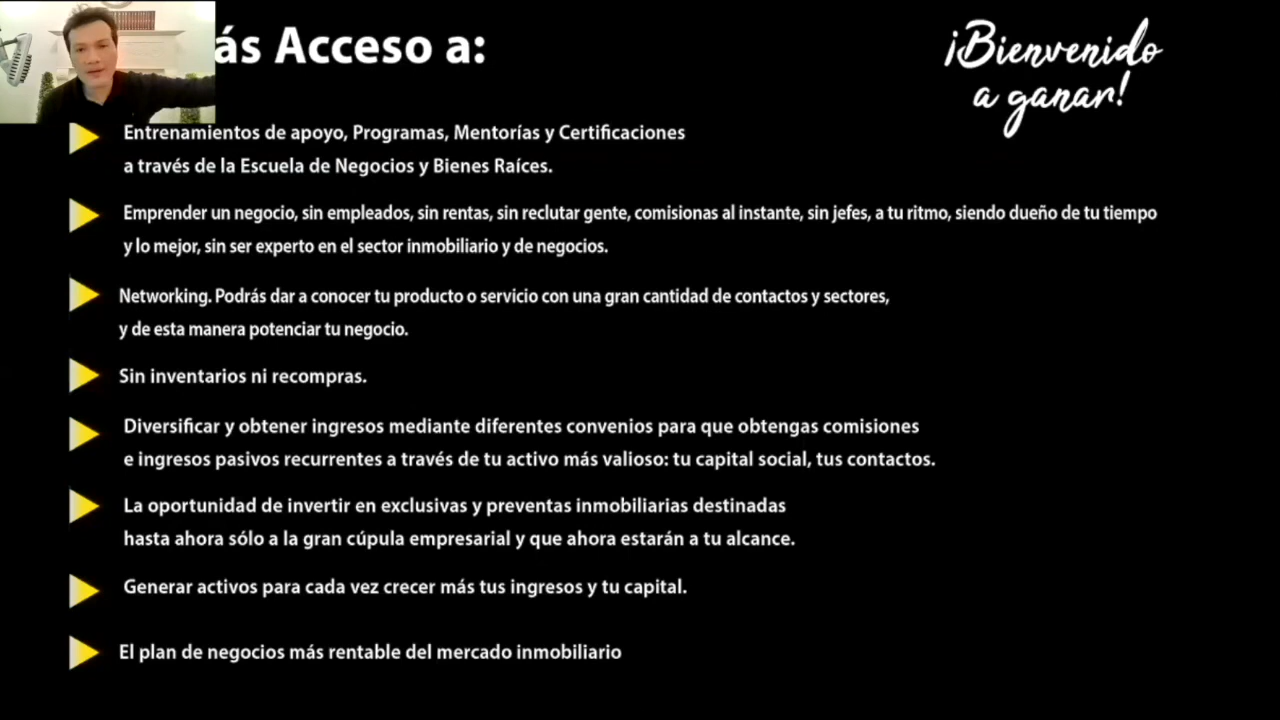 ás Acceso a:
¡Bienvenido
a ganar!
Entrenamientos de apoyo, Programas, Mentorías y Certificaciones
a través de la Escuela de Negocios y Bienes Raíces.
Emprender un negocio, sin empleados, sin rentas, sin reclutar gente, comisionas al instante, sin jefes, a tu ritmo, siendo dueño de tu tiempo
y lo mejor, sin ser experto en el sector inmobiliario y de negocios.
Networking. Podrás dar a conocer tu producto o servicio con una gran cantidad de contactos y sectores,
y de esta manera potenciar tu negocio.
Sin inventarios ni recompras.
Diversificar y obtener ingresos mediante diferentes convenios para que obtengas comisiones
e ingresos pasivos recurrentes a través de tu activo más valioso: tu capital social, tus contactos.
La oportunidad de invertir en exclusivas y preventas inmobiliarias destinadas
hasta ahora sólo a la gran cúpula empresarial y que ahora estarán a tu alcance.
Generar activos para cada vez crecer más tus ingresos y tu capital.
El plan de negocios más rentable del mercado inmobiliario